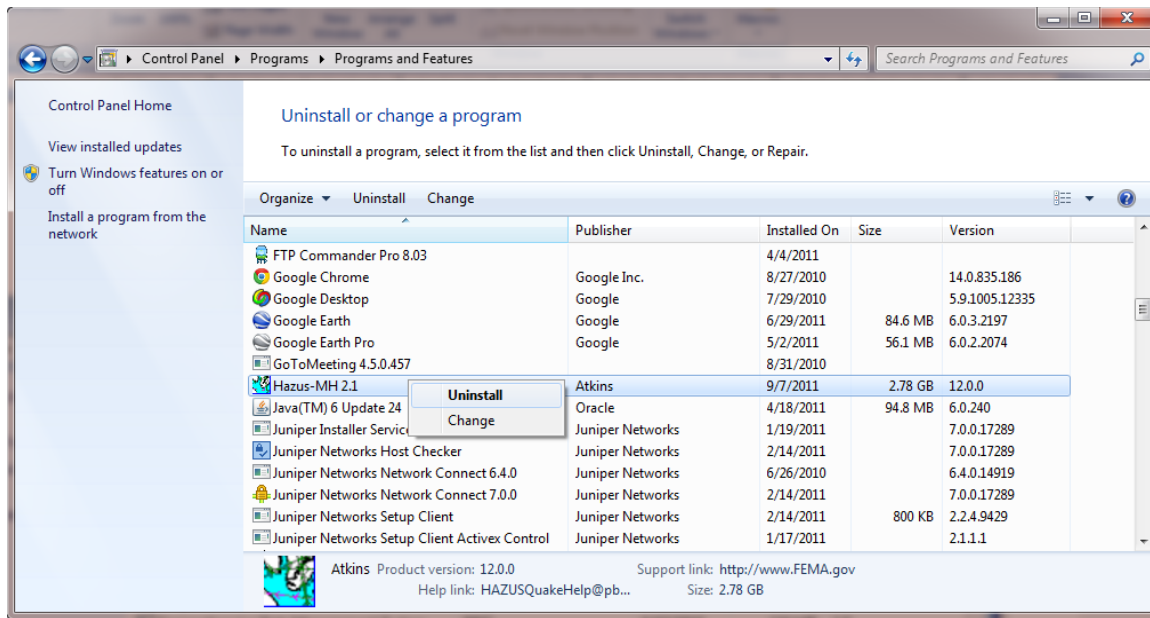 Control Panel Programs Programs and Features Search Programs and Features
Control Panel Home
View installed updates
Turn Windows features on or
off
Install a program from the
network
Uninstall or change a program
To uninstall a program, select it from the list and then click Uninstall, Change, or Repair.
Organize Uninstall Change
Name Publisher Installed On Size Version
FTP Commander Pro 8.03 4/4/2011
Google Chrome Google Inc. 8/27/2010 14.0.835.186
Google Desktop Google 7/29/2010 5.9.1005.12335
Google Earth Google 6/29/2011 84.6 MB 6.0.3.2197
Google Earth Pro Google 5/2/2011 56.1 MB 6.0.2.2074
GoToMeeting 4.5.0.457 8/31/2010
Hazus-MH 2.1 Atkins 9/7/2011 2.78 GB 12.0.0
Uninstall
Change
Java(TM) 6 Update 24 Oracle 4/18/2011 94.8 MB 6.0.240
Juniper Installer Servic Juniper Networks 1/19/2011 7.0.0.17289
Juniper Networks Host Checker Juniper Networks 2/14/2011 7.0.0.17289
Juniper Networks Network Connect 6.4.0 Juniper Networks 6/26/2010 6.4.0.14919
Juniper Networks Network Connect 7.0.0 Juniper Networks 2/14/2011 7.0.0.17289
Juniper Networks Setup Client Juniper Networks 2/14/2011 800 KB 2.2.4.9429
Juniper Networks Setup Client Activex Control Juniper Networks 1/17/2011 2.1.1.1
Atkins Product version: 12.0.0 Support link: http://www.FEMA.gov
Help link: HAZUSQuakeHelp@pb... Size: 2.78 GB